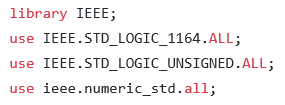 library IEEE;
use IEEE.STD_LOGIC_1164.ALL;
use IEEE.STD_LOGIC_UNSIGNED.ALL;
use ieee.numeric_std.all;